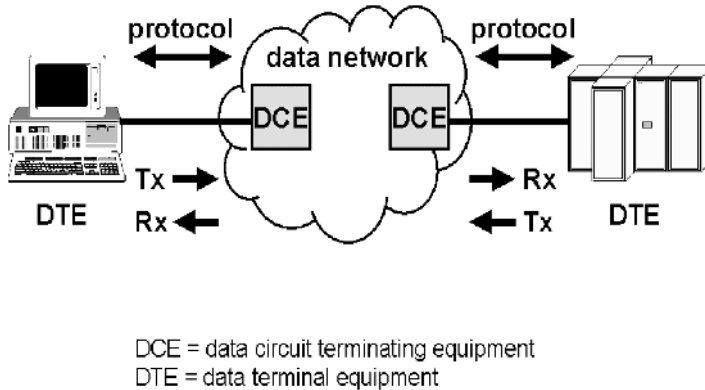 protocol
protocol
data network
DCE
DCE
Tx
Rx
DTE
Rx
Tx
DTE
DCE = data circuit terminating equipment
DTE = data terminal equipment